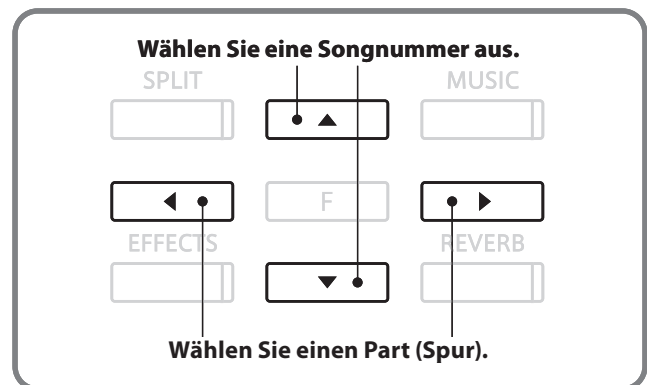 Wählen Sie eine Songnummer aus.
SPLIT MUSIC
F
EFFECTS REVERB
Wählen Sie einen Part (Spur).